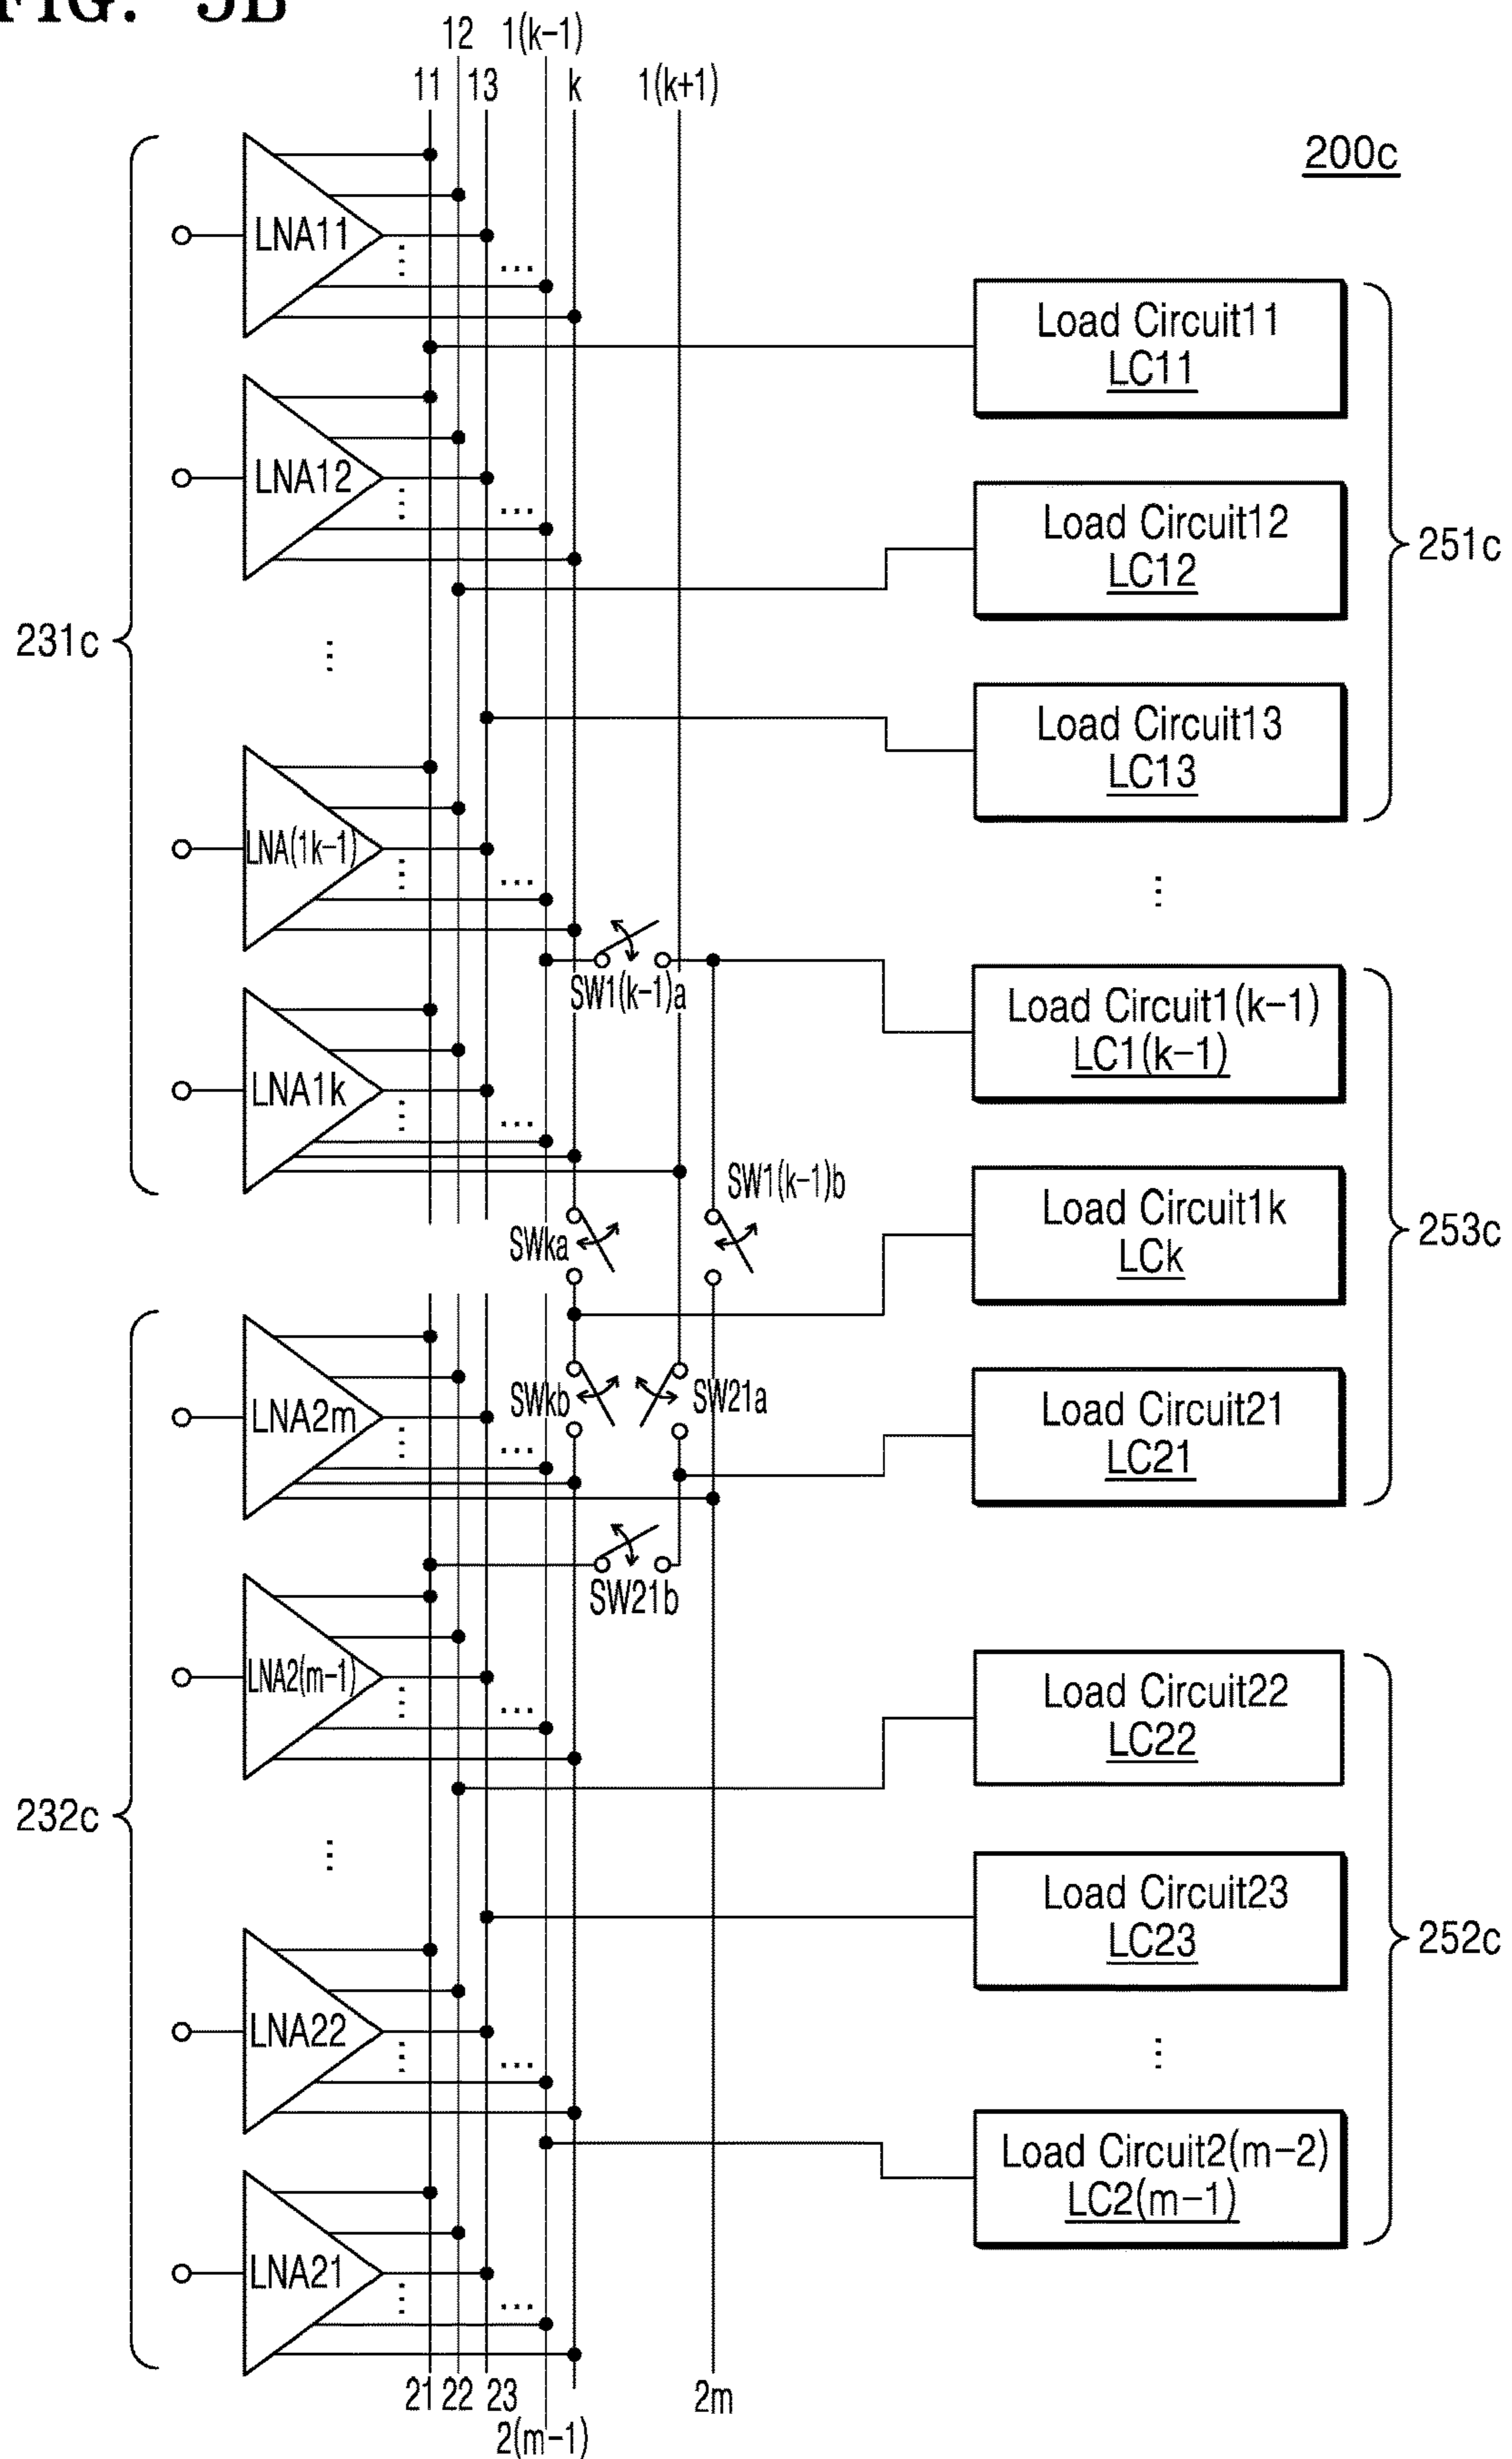 FIG. 5B
12 1(k-1)
11 13 k 1(k+1)
200c
LNA11
Load Circuit11
LC11
LNA12
Load Circuit12
LC12
251c
231c
Load Circuit13
LC13
LNA(1k-1)
SW1(k-1)a
Load Circuit1(k-1)
LC1(k-1)
LNA1k
SW1(k-1)b
SWka
Load Circuit1k
LCk
253c
LNA2m
SWkb
SW21a
Load Circuit21
LC21
SW21b
LNA2(m-1)
Load Circuit22
LC22
232c
Load Circuit23
LC23
252c
LNA22
Load Circuit2(m-2)
LC2(m-1)
LNA21
21 22 23 2m
2(m-1)